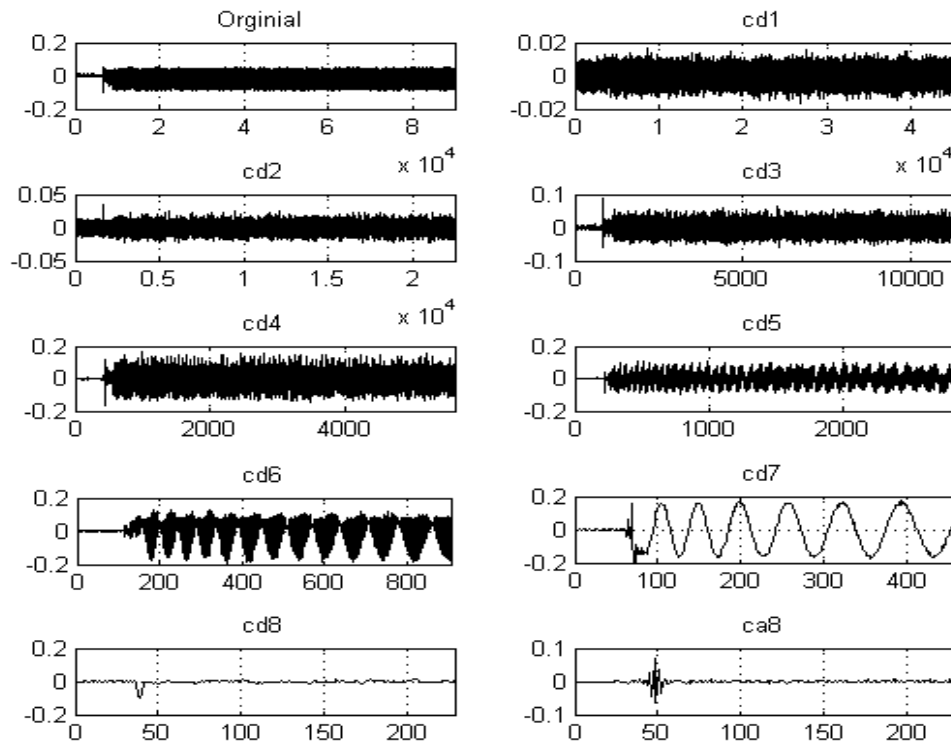 Orginial
0.2
0
-0.2
0 2 4 6 8
x 10^4
cd1
0.02
0
-0.02
0 1 2 3 4
x 10^4
cd2
0.05
0
-0.05
0 0.5 1 1.5 2
x 10^4
cd3
0.1
0
-0.1
0 5000 10000
cd4
0.2
0
-0.2
0 2000 4000
cd5
0.2
0
-0.2
0 1000 2000
cd6
0.2
0
-0.2
0 200 400 600 800
cd7
0.2
0
-0.2
0 100 200 300 400
cd8
0.2
0
-0.2
0 50 100 150 200
ca8
0.1
0
-0.1
0 50 100 150 200